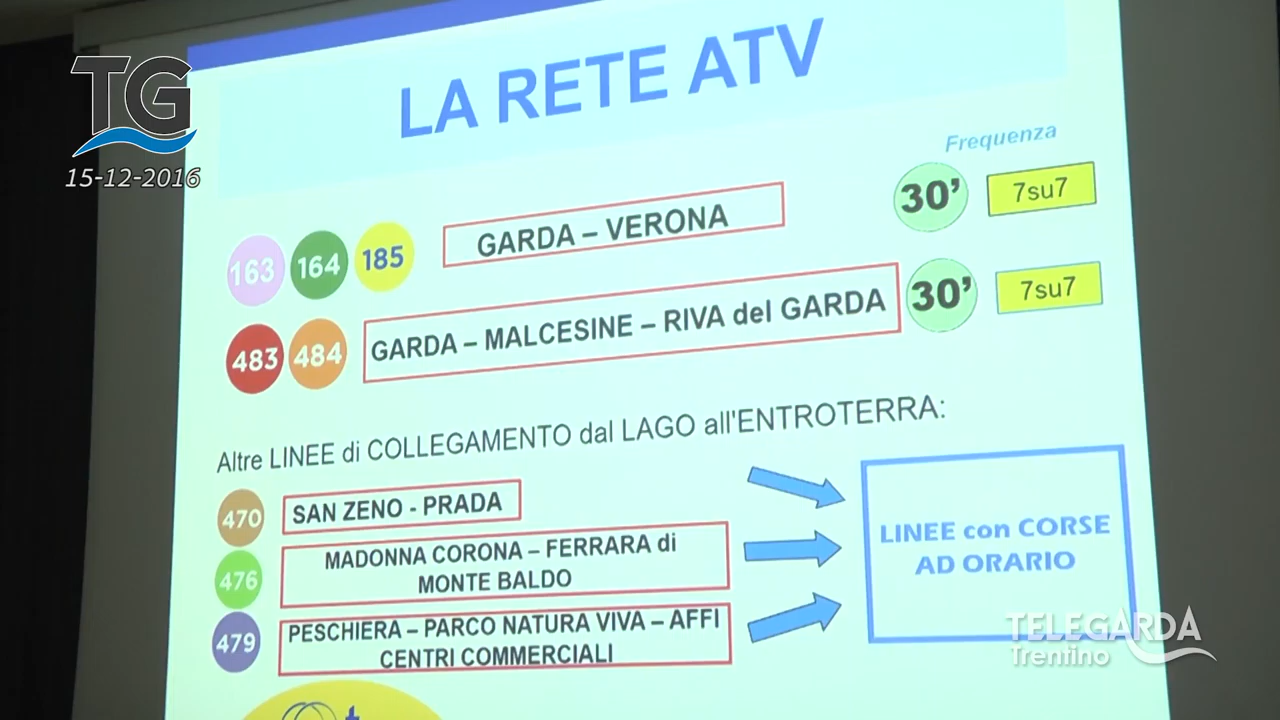 TG
15-12-2016
LA RETE ATV
Frequenza
163 164 185 GARDA – VERONA 30’ 7su7
483 484 GARDA – MALCESINE – RIVA del GARDA 30’ 7su7
Altre LINEE di COLLEGAMENTO dal LAGO all'ENTROTERRA:
470 SAN ZENO - PRADA
476 MADONNA CORONA – FERRARA di
MONTE BALDO
479 PESCHIERA – PARCO NATURA VIVA – AFFI
CENTRI COMMERCIALI
LINEE con CORSE
AD ORARIO
TELEGARDA
Trentino